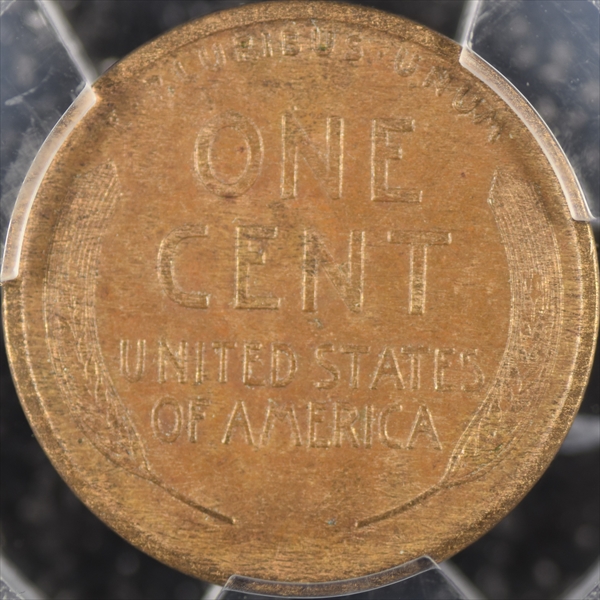 PLURIBUS · UNUM
ONE
CENT
UNITED STATES
OF AMERICA